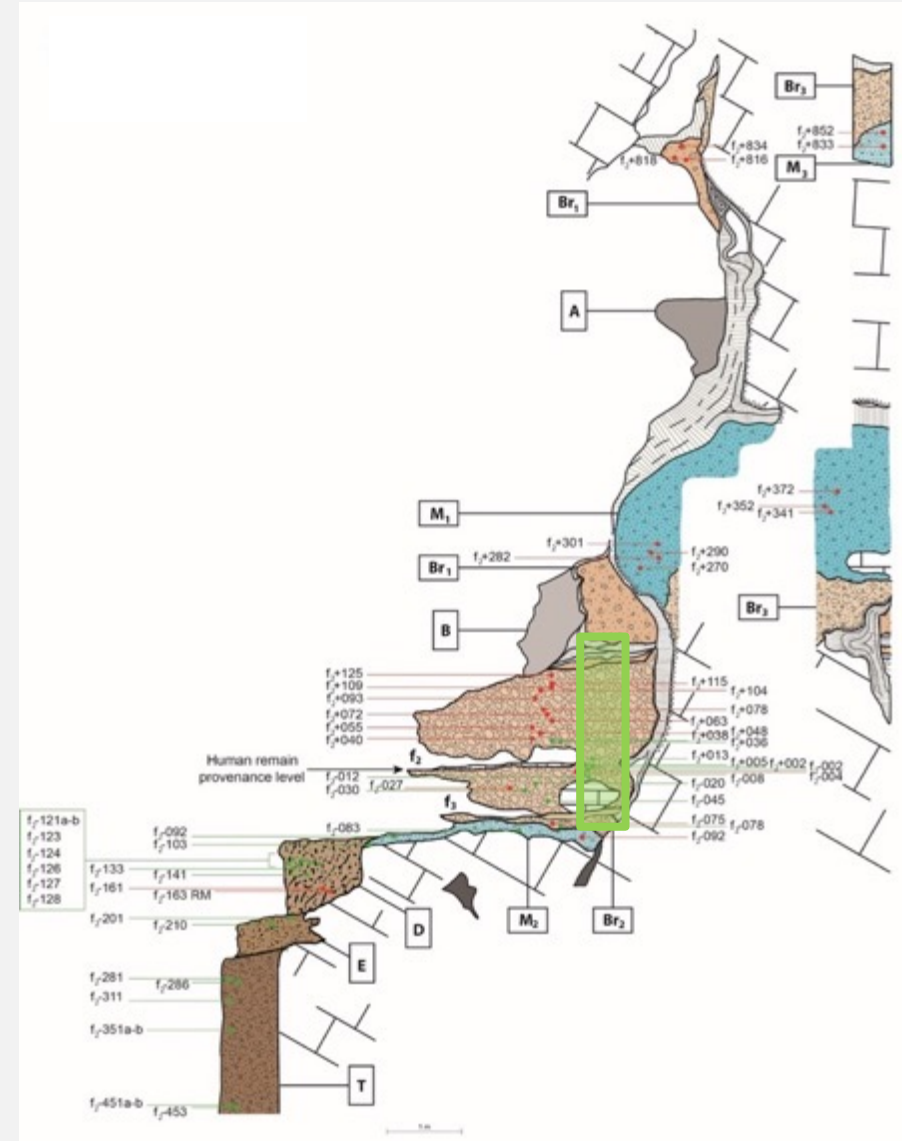 Br₃
f₂+852
f₂+834
f₂+833
f₂+818
f₂+816
M₃
Br₁
A
f₂+372
M₁
f₂+352
f₂+341
f₂+301
f₂+290
f₂+282
Br₁
f₂+270
Br₃
B
f₂+125
f₂+115
f₂+109
f₂+104
f₂+093
f₂+078
f₂+072
f₂+063
f₂+055
f₂+048
f₂+038
f₂+040
f₂+036
f₂
f₂+013
Human remain
provenance level
f₂+005
f₂+002
f₂-002
f₂-004
f₂-012
f₂-008
f₂-027
f₂-020
f₂-030
f₃
f₂-045
f₂-121a-b
f₂-123
f₂-124
f₂-126
f₂-127
f₂-128
f₂-075
f₂-078
f₂-083
f₂-092
f₂-092
f₂-103
f₂-133
f₂-141
f₂-161
f₂-163 RM
D
M₂
Br₂
f₂-201
f₂-210
E
f₂-281
f₂-286
f₂-311
f₂-351a-b
T
f₂-451a-b
f₂-453
1 m